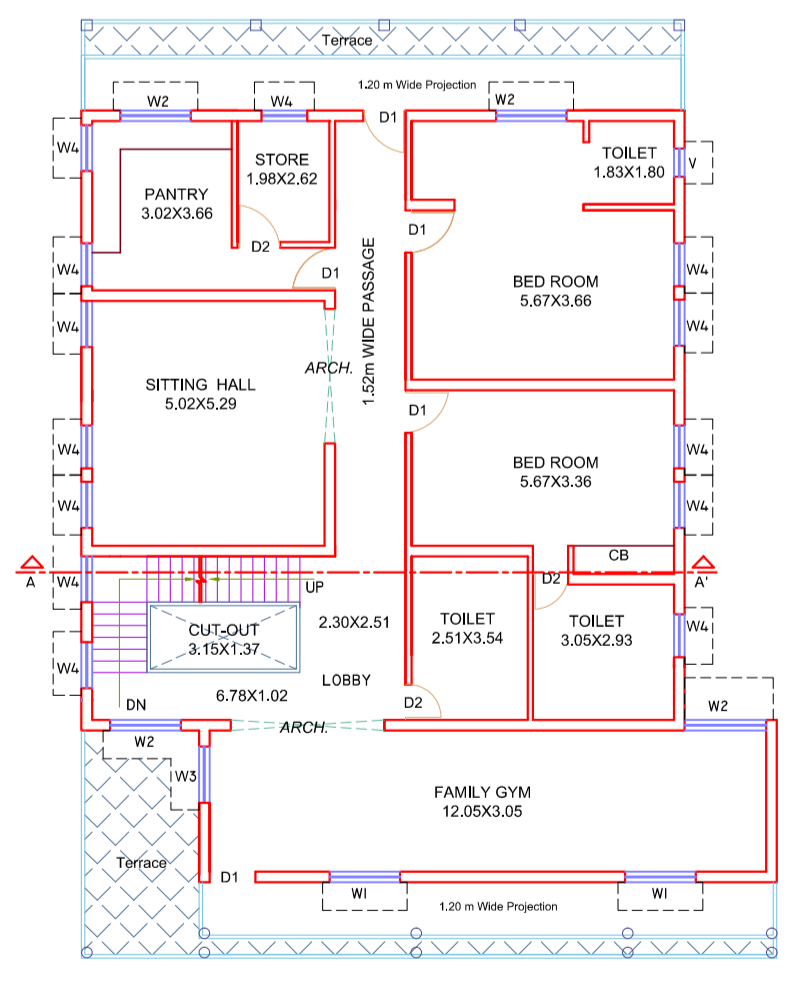 Terrace
1.20 m Wide Projection
W2
W4
W2
D1
W4
STORE
1.98X2.62
TOILET
1.83X1.80
V
PANTRY
3.02X3.66
D1
D2
D1
W4
W4
BED ROOM
5.67X3.66
1.52m WIDE PASSAGE
W4
W4
ARCH.
SITTING HALL
5.02X5.29
D1
W4
W4
BED ROOM
5.67X3.36
W4
W4
CB
A
W4
UP
D2
A'
CUT-OUT
3.15X1.37
2.30X2.51
TOILET
2.51X3.54
TOILET
3.05X2.93
W4
W4
LOBBY
6.78X1.02
DN
D2
W2
ARCH.
W2
W3
FAMILY GYM
12.05X3.05
Terrace
D1
W1
W1
1.20 m Wide Projection